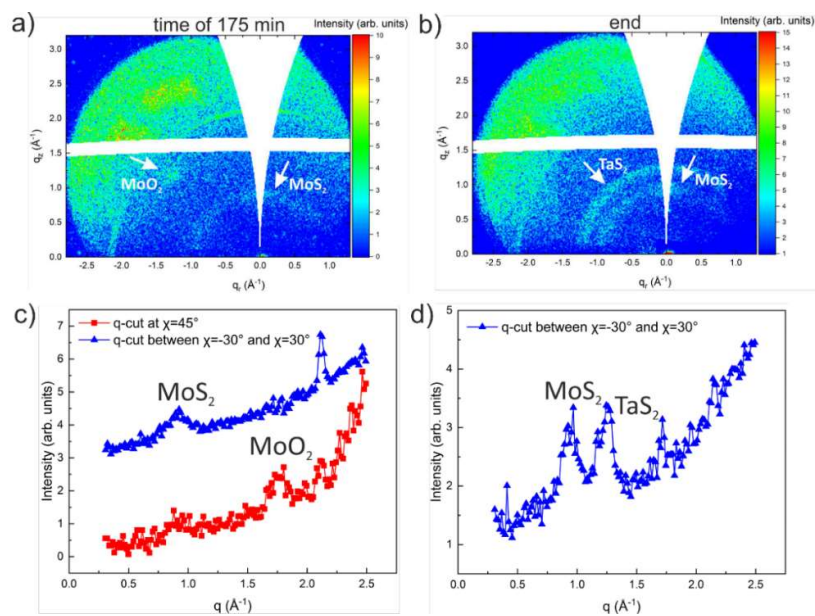 a)
time of 175 min
Intensity (arb. units)
b)
end
Intensity (arb. units)
3.0
2.5
2.0
1.5
1.0
0.5
0.0
q_z (Å⁻¹)
MoO₂
MoS₂
10
9
8
7
6
5
4
3
2
1
0
-2.5 -2.0 -1.5 -1.0 -0.5 0.0 0.5 1.0
q_r (Å⁻¹)
3.0
2.5
2.0
1.5
1.0
0.5
0.0
q_z (Å⁻¹)
TaS₂
MoS₂
15
14
13
12
11
10
9
8
7
6
5
4
3
2
1
-2.5 -2.0 -1.5 -1.0 -0.5 0.0 0.5 1.0
q_r (Å⁻¹)
c)
q-cut at χ=45°
q-cut between χ=-30° and χ=30°
MoS₂
MoO₂
7
6
5
4
3
2
1
0
Intensity (arb. units)
0.0 0.5 1.0 1.5 2.0 2.5
q (Å⁻¹)
d)
q-cut between χ=-30° and χ=30°
MoS₂
TaS₂
5
4
3
2
1
Intensity (arb. units)
0.0 0.5 1.0 1.5 2.0 2.5
q (Å⁻¹)